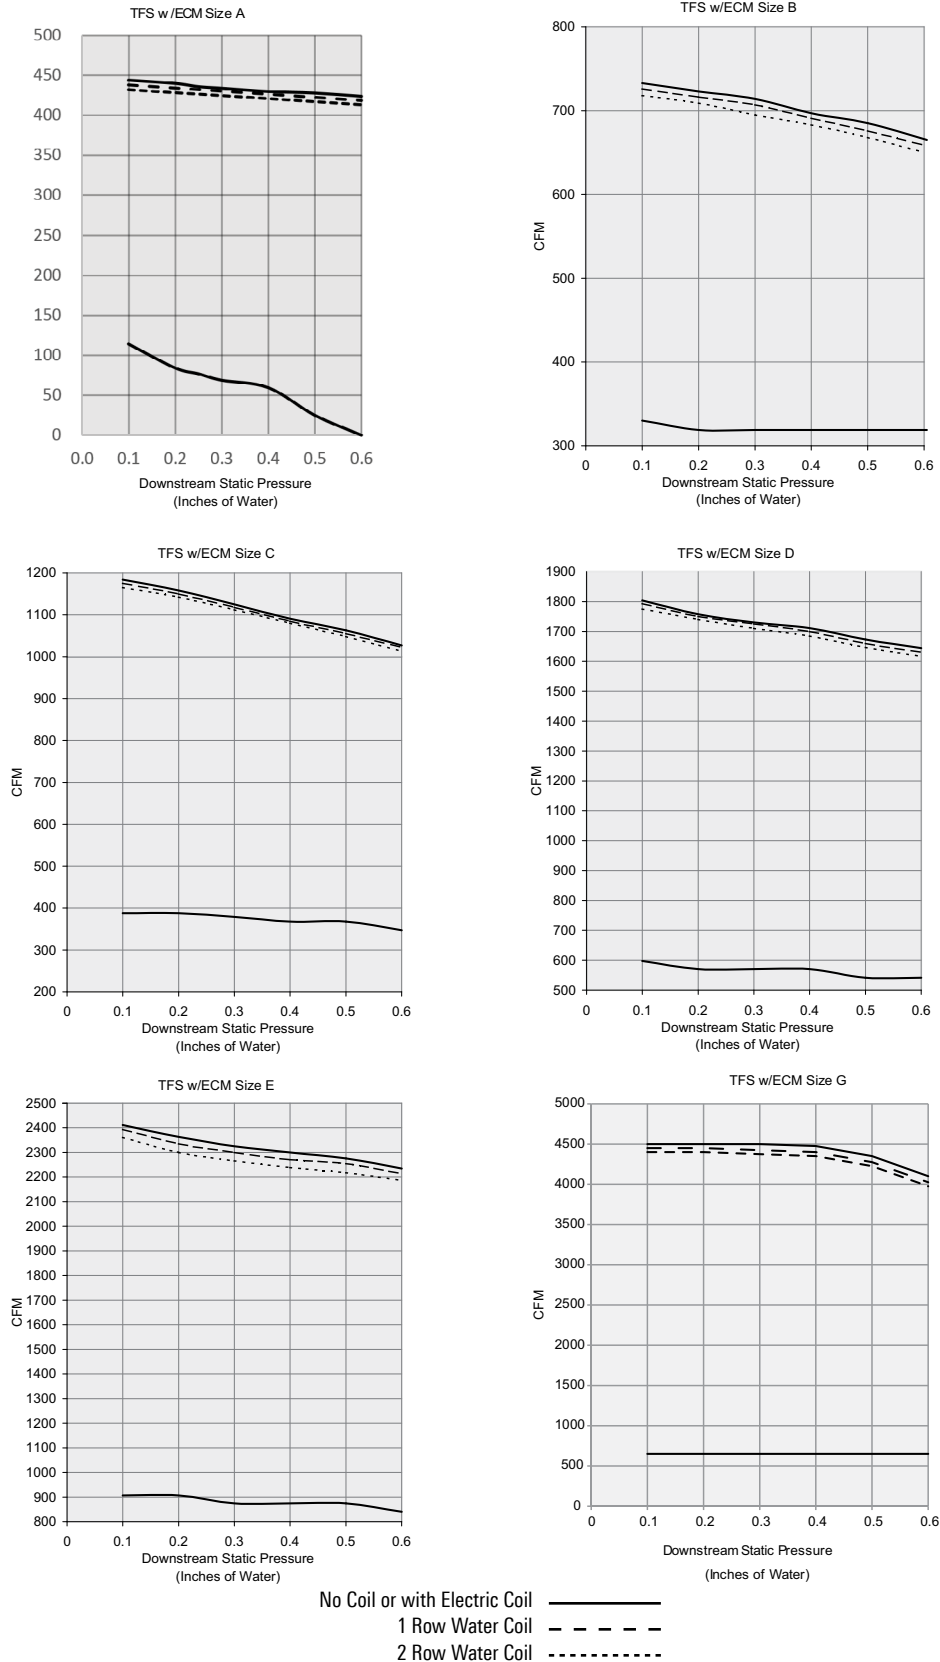 TFS w/ECM Size A
500
450
400
350
300
250
200
150
100
50
0
0.0 0.1 0.2 0.3 0.4 0.5 0.6
Downstream Static Pressure
(Inches of Water)
TFS w/ECM Size B
800
700
600
500
400
300
CFM
0 0.1 0.2 0.3 0.4 0.5 0.6
Downstream Static Pressure
(Inches of Water)
TFS w/ECM Size C
1200
1100
1000
900
800
700
600
500
400
300
200
CFM
0 0.1 0.2 0.3 0.4 0.5 0.6
Downstream Static Pressure
(Inches of Water)
TFS w/ECM Size D
1900
1800
1700
1600
1500
1400
1300
1200
1100
1000
900
800
700
600
500
CFM
0 0.1 0.2 0.3 0.4 0.5 0.6
Downstream Static Pressure
(Inches of Water)
TFS w/ECM Size E
2500
2400
2300
2200
2100
2000
1900
1800
1700
1600
1500
1400
1300
1200
1100
1000
900
800
CFM
0 0.1 0.2 0.3 0.4 0.5 0.6
Downstream Static Pressure
(Inches of Water)
TFS w/ECM Size G
5000
4500
4000
3500
3000
2500
2000
1500
1000
500
0
CFM
0 0.1 0.2 0.3 0.4 0.5 0.6
Downstream Static Pressure
(Inches of Water)
No Coil or with Electric Coil
1 Row Water Coil
2 Row Water Coil